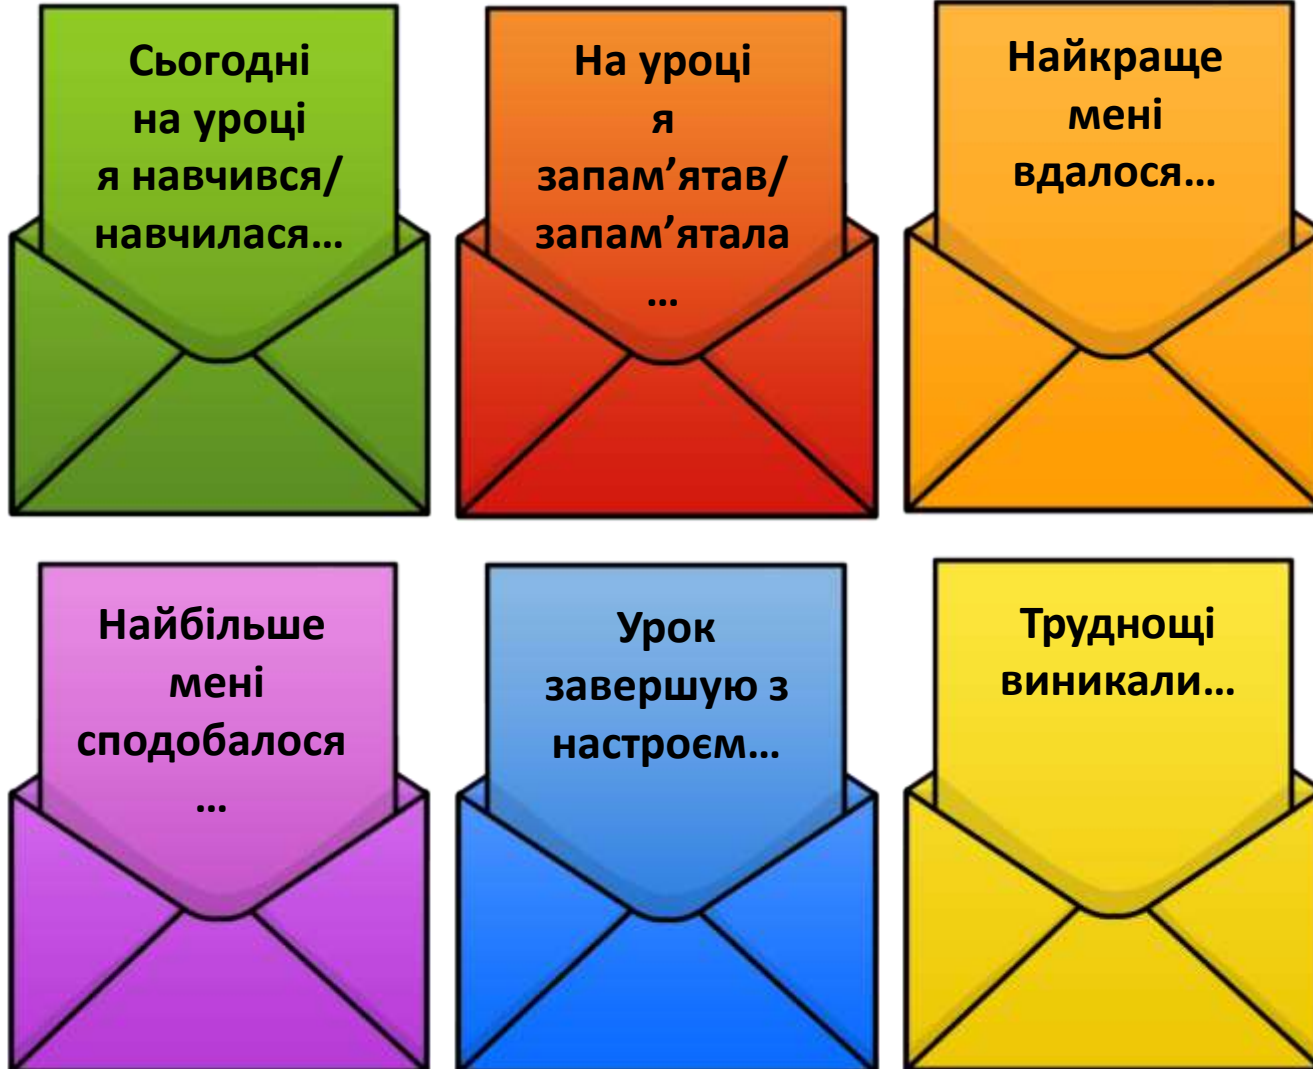 Сьогодні
на уроці
я навчився/
навчилася…
На уроці
я
запам’ятав/
запам’ятала
…
Найкраще
мені
вдалося…
Найбільше
мені
сподобалося
…
Урок
завершую з
настроєм…
Труднощі
виникали…